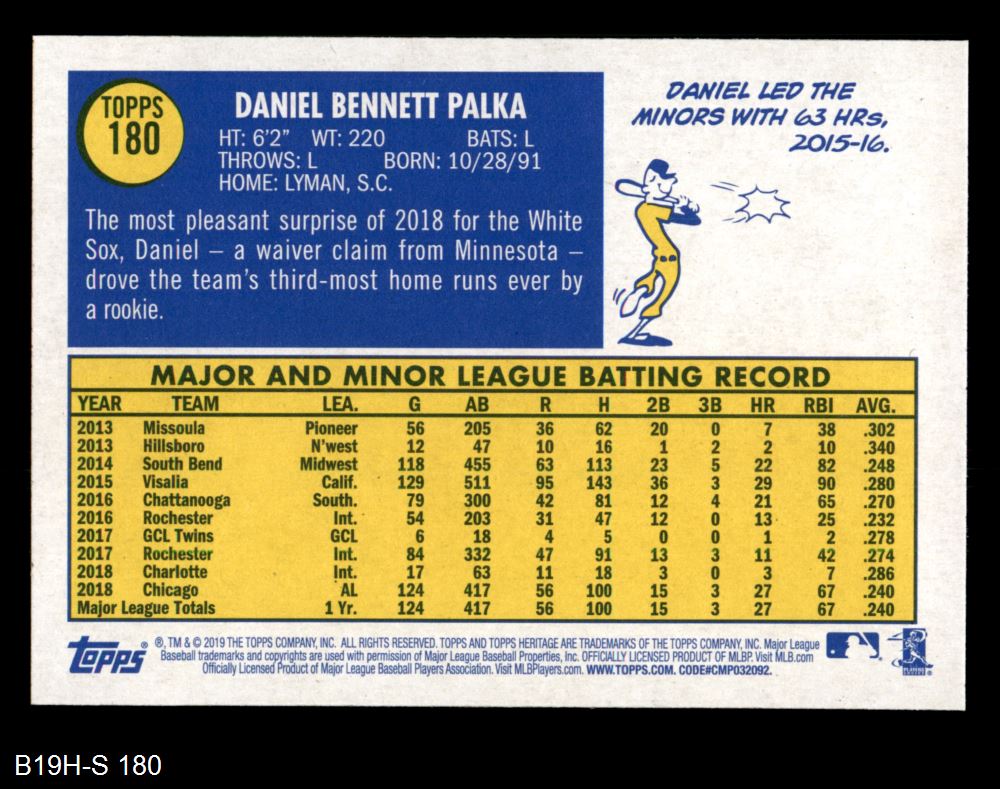 TOPPS
180
DANIEL BENNETT PALKA
HT: 6'2" WT: 220 BATS: L
THROWS: L BORN: 10/28/91
HOME: LYMAN, S.C.
The most pleasant surprise of 2018 for the White
Sox, Daniel – a waiver claim from Minnesota –
drove the team's third-most home runs ever by
a rookie.
DANIEL LED THE
MINORS WITH 63 HRs,
2015-16.
MAJOR AND MINOR LEAGUE BATTING RECORD
YEAR TEAM LEA. G AB R H 2B 3B HR RBI AVG.
2013 Missoula Pioneer 56 205 36 62 20 0 7 38 .302
2013 Hillsboro N'west 12 47 10 16 1 2 2 10 .340
2014 South Bend Midwest 118 455 63 113 23 5 22 82 .248
2015 Visalia Calif. 129 511 95 143 36 3 29 90 .280
2016 Chattanooga South. 79 300 42 81 12 4 21 65 .270
2016 Rochester Int. 54 203 31 47 12 0 13 25 .232
2017 GCL Twins GCL 6 18 4 5 0 0 1 2 .278
2017 Rochester Int. 84 332 47 91 13 3 11 42 .274
2018 Charlotte Int. 17 63 11 18 3 0 3 7 .286
2018 Chicago AL 124 417 56 100 15 3 27 67 .240
Major League Totals 1 Yr. 124 417 56 100 15 3 27 67 .240
topps ® ®, TM & © 2019 THE TOPPS COMPANY, INC. ALL RIGHTS RESERVED. TOPPS AND TOPPS HERITAGE ARE TRADEMARKS OF THE TOPPS COMPANY, INC. Major League
Baseball trademarks and copyrights are used with permission of Major League Baseball Properties, Inc. OFFICIALLY LICENSED PRODUCT OF MLBP. Visit MLB.com
Officially Licensed Product of Major League Baseball Players Association. Visit MLBPlayers.com. WWW.TOPPS.COM. CODE#CMP032092.
B19H-S 180